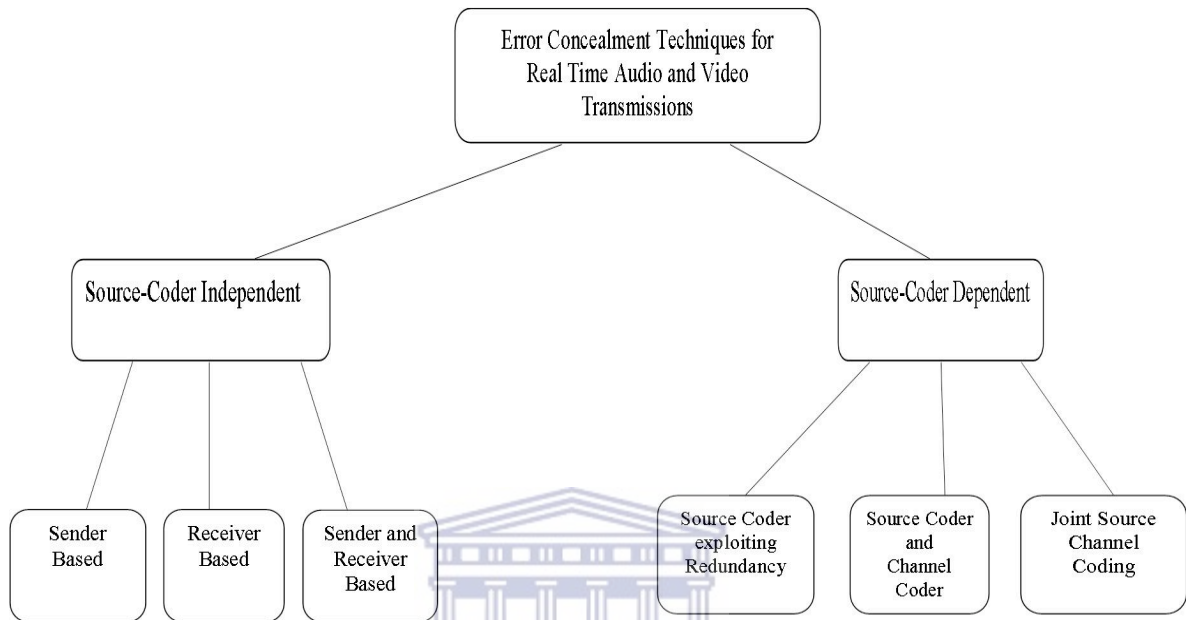 Error Concealment Techniques for
Real Time Audio and Video
Transmissions
Source-Coder Independent
Source-Coder Dependent
Sender
Based
Receiver
Based
Sender and
Receiver
Based
Source Coder
exploiting
Redundancy
Source Coder
and
Channel
Coder
Joint Source
Channel
Coding